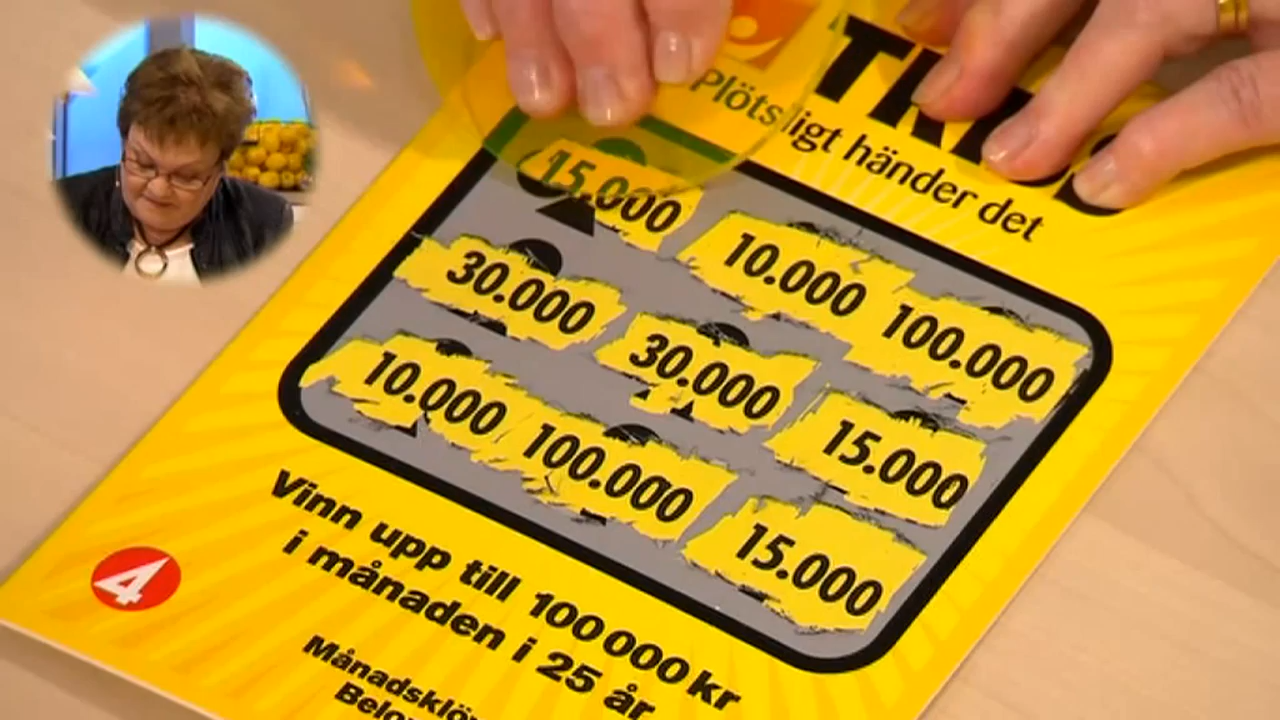 Plötsligt händer det
15.000 10.000 100.000
30.000 30.000 15.000
10.000 100.000 15.000
Vinn upp till 100 000 kr
i månaden i 25 år
4